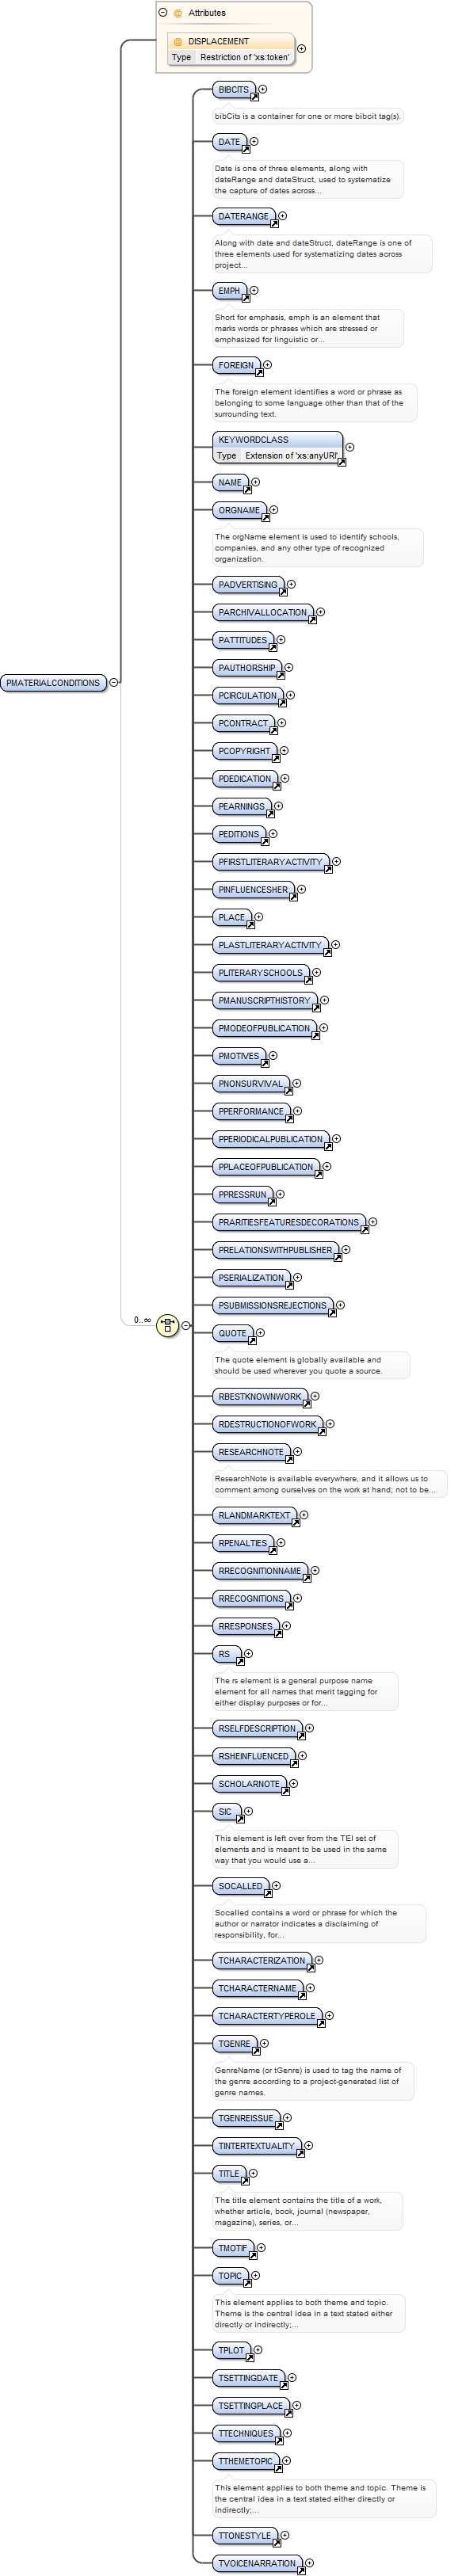 Attributes
DISPLACEMENT
Type Restriction of 'xs:token'
BIBCITS
bibCits is a container for one or more bibcit tag(s).
DATE
Date is one of three elements, along with
dateRange and dateStruct, used to systematize
the capture of dates across...
DATERANGE
Along with date and dateStruct, dateRange is one of
three elements used for systematizing dates across
project...
EMPH
Short for emphasis, emph is an element that
marks words or phrases which are stressed or
emphasized for linguistic or...
FOREIGN
The foreign element identifies a word or phrase as
belonging to some language other than that of the
surrounding text.
KEYWORDCLASS
Type Extension of 'xs:anyURI'
NAME
ORGNAME
The orgName element is used to identify schools,
companies, and any other type of recognized
organization.
PADVERTISING
PARCHIVALLOCATION
PATTITUDES
PAUTHORSHIP
PMATERIALCONDITIONS
PCIRCULATION
PCONTRACT
PCOPYRIGHT
PDEDICATION
PEARNINGS
PEDITIONS
PFIRSTLITERARYACTIVITY
PINFLUENCESHER
PLACE
PLASTLITERARYACTIVITY
PLITERARYSCHOOLS
PMANUSCRIPTHISTORY
PMODEOFPUBLICATION
PMOTIVES
PNONSURVIVAL
PPERFORMANCE
PPERIODICALPUBLICATION
PPLACEOFPUBLICATION
PPRESSRUN
PRARITIESFEATURESDECORATIONS
PRELATIONSWITHPUBLISHER
PSERIALIZATION
PSUBMISSIONSREJECTIONS
0..∞
QUOTE
The quote element is globally available and
should be used wherever you quote a source.
RBESTKNOWNWORK
RDESTRUCTIONOFWORK
RESEARCHNOTE
ResearchNote is available everywhere, and it allows us to
comment among ourselves on the work at hand; not to be...
RLANDMARKTEXT
RPENALTIES
RRECOGNITIONNAME
RRECOGNITIONS
RRESPONSES
RS
The rs element is a general purpose name
element for all names that merit tagging for
either display purposes or for...
RSELFDESCRIPTION
RSHEINFLUENCED
SCHOLARNOTE
SIC
This element is left over from the TEI set of
elements and is meant to be used in the same
way that you would use a...
SOCALLED
Socalled contains a word or phrase for which the
author or narrator indicates a disclaiming of
responsibility, for...
TCHARACTERIZATION
TCHARACTERNAME
TCHARACTERTYPEROLE
TGENRE
GenreName (or tGenre) is used to tag the name of
the genre according to a project-generated list of
genre names.
TGENREISSUE
TINTERTEXTUALITY
TITLE
The title element contains the title of a work,
whether article, book, journal (newspaper,
magazine), series, or...
TMOTIF
TOPIC
This element applies to both theme and topic.
Theme is the central idea in a text stated either
directly or indirectly;...
TPLOT
TSETTINGDATE
TSETTINGPLACE
TTECHNIQUES
TTHEMETOPIC
This element applies to both theme and topic. Theme is
the central idea in a text stated either directly or
indirectly;...
TTONESTYLE
TVOICENARRATION